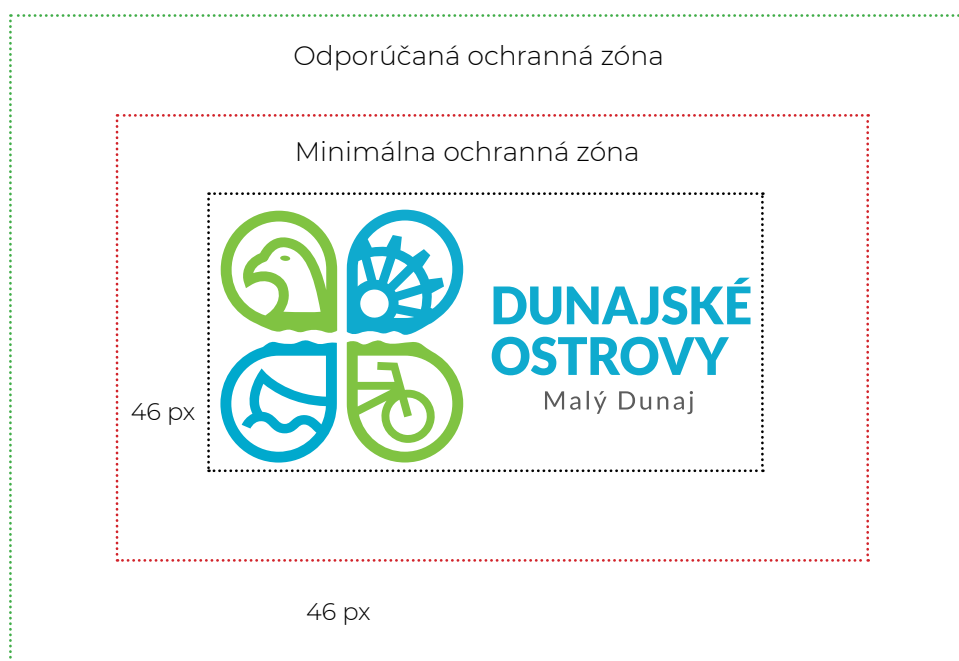 Odporúčaná ochranná zóna
Minimálna ochranná zóna
DUNAJSKÉ
OSTROVY
Malý Dunaj
46 px
46 px